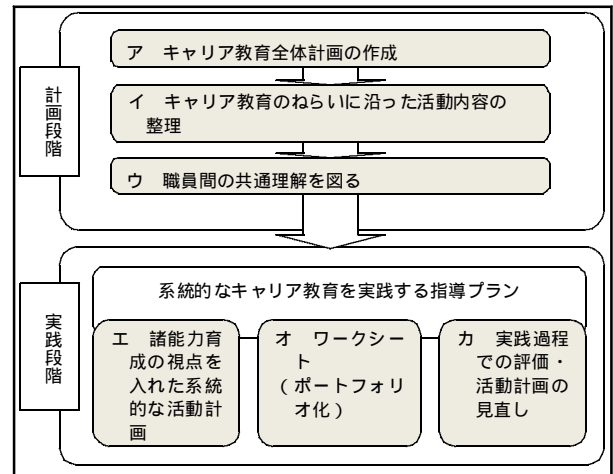 計画段階
ア　キャリア教育全体計画の作成
イ　キャリア教育のねらいに沿った活動内容の
整理
ウ　職員間の共通理解を図る
実践段階
系統的なキャリア教育を実践する指導プラン
エ　諸能力育
成の視点を
入れた系統
的な活動計
画
オ　ワークシー
ト
（ポートフォリ
オ化）
カ　実践過程
での評価・
活動計画の
見直し